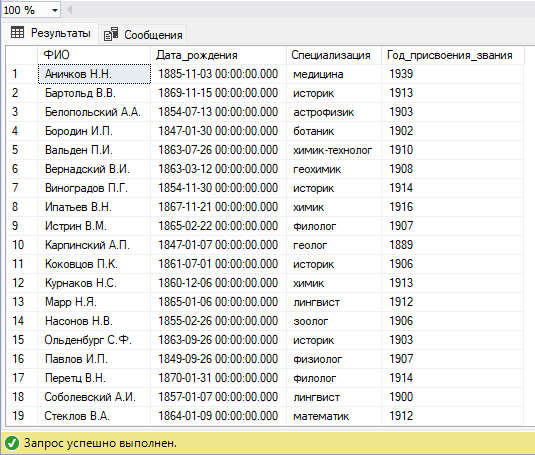 100 %
Результаты Сообщения
ФИО Дата_рождения Специализация Год_присвоения_звания
1 Аничков Н.Н. 1885-11-03 00:00:00.000 медицина 1939
2 Бартольд В.В. 1869-11-15 00:00:00.000 историк 1913
3 Белопольский А.А. 1854-07-13 00:00:00.000 астрофизик 1903
4 Бородин И.П. 1847-01-30 00:00:00.000 ботаник 1902
5 Вальден П.И. 1863-07-26 00:00:00.000 химик-технолог 1910
6 Вернадский В.И. 1863-03-12 00:00:00.000 геохимик 1908
7 Виноградов П.Г. 1854-11-30 00:00:00.000 историк 1914
8 Ипатьев В.Н. 1867-11-21 00:00:00.000 химик 1916
9 Истрин В.М. 1865-02-22 00:00:00.000 филолог 1907
10 Карпинский А.П. 1847-01-07 00:00:00.000 геолог 1889
11 Коковцов П.К. 1861-07-01 00:00:00.000 историк 1906
12 Курнаков Н.С. 1860-12-06 00:00:00.000 химик 1913
13 Марр Н.Я. 1865-01-06 00:00:00.000 лингвист 1912
14 Насонов Н.В. 1855-02-26 00:00:00.000 зоолог 1906
15 Ольденбург С.Ф. 1863-09-26 00:00:00.000 историк 1903
16 Павлов И.П. 1849-09-26 00:00:00.000 физиолог 1907
17 Перетц В.Н. 1870-01-31 00:00:00.000 филолог 1914
18 Соболевский А.И. 1857-01-07 00:00:00.000 лингвист 1900
19 Стеклов В.А. 1864-01-09 00:00:00.000 математик 1912
Запрос успешно выполнен.